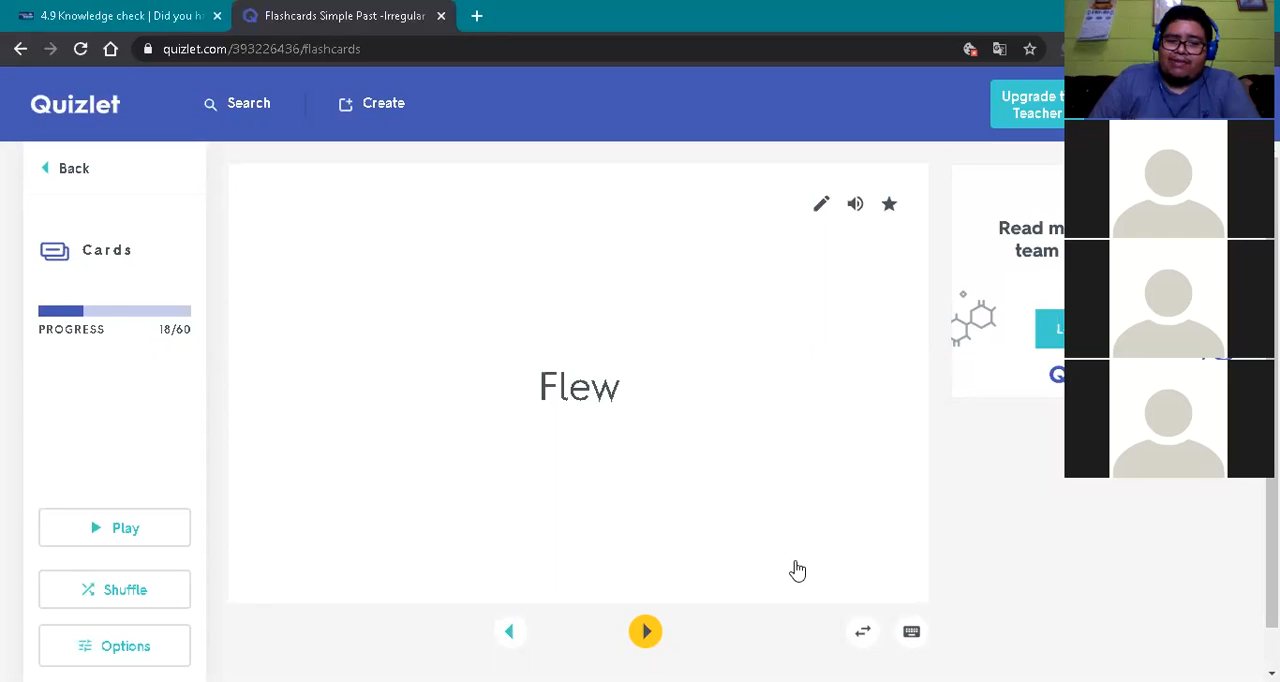 4.9 Knowledge check | Did you ha
Flashcards Simple Past -Irregular
quizlet.com/393226436/flashcards
Quizlet
Search
Create
Upgrade t
Teacher
Back
Cards
PROGRESS 18/60
Flew
Read m
team
L
Play
Shuffle
Options